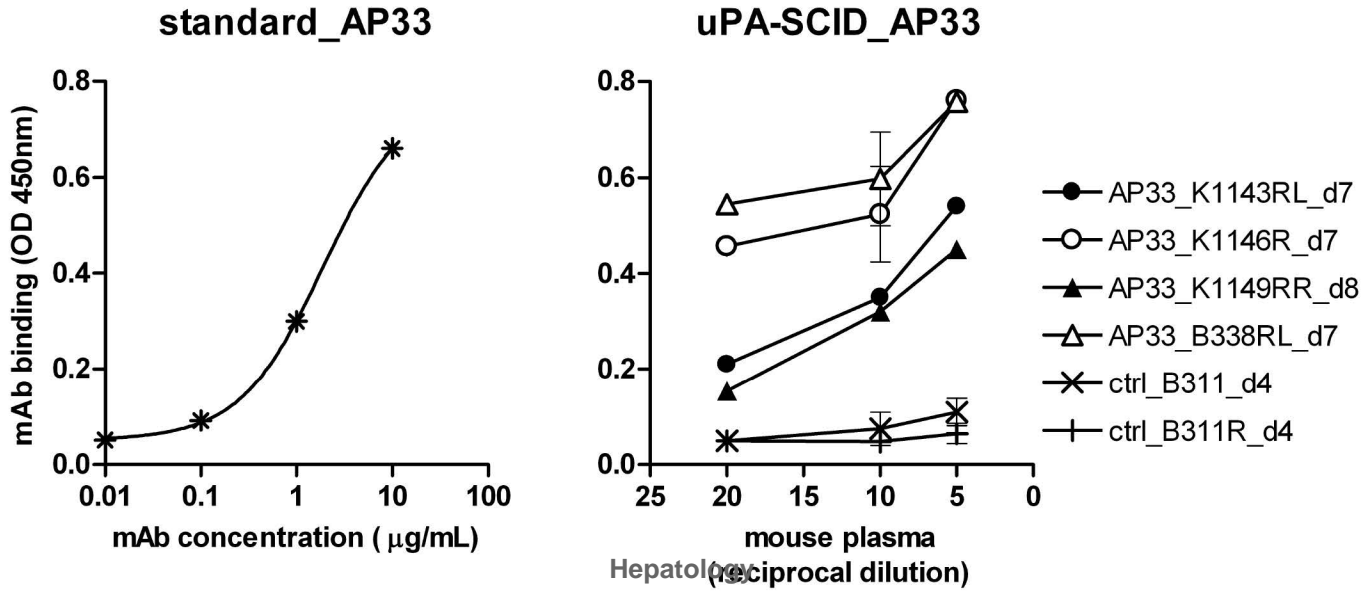 standard_AP33
mAb binding (OD 450nm)
0.8
0.6
0.4
0.2
0.0
0.01 0.1 1 10 100
mAb concentration ( μg/mL)
uPA-SCID_AP33
0.8
0.6
0.4
0.2
0.0
25 20 15 10 5 0
mouse plasma
(reciprocal dilution)
AP33_K1143RL_d7
AP33_K1146R_d7
AP33_K1149RR_d8
AP33_B338RL_d7
ctrl_B311_d4
ctrl_B311R_d4
Hepatology